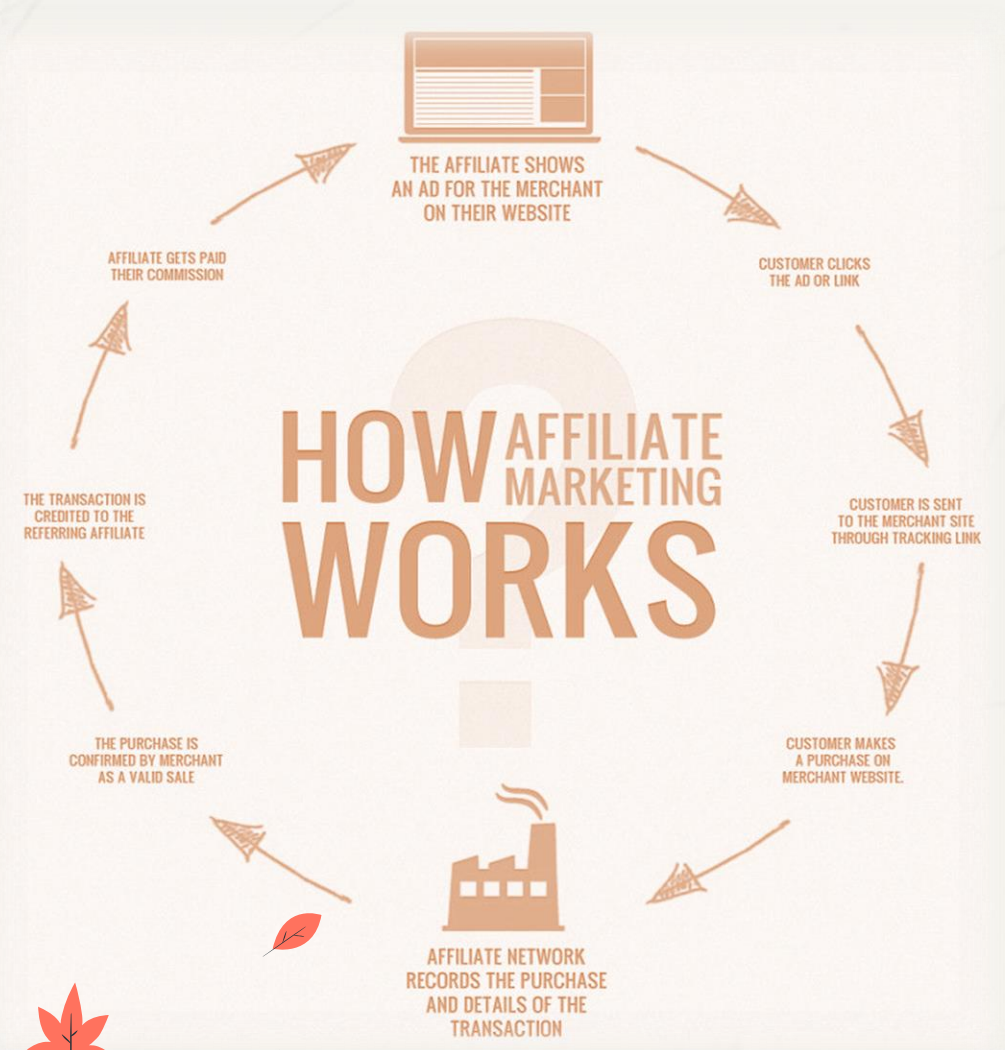 THE AFFILIATE SHOWS
AN AD FOR THE MERCHANT
ON THEIR WEBSITE
CUSTOMER CLICKS
THE AD OR LINK
CUSTOMER IS SENT
TO THE MERCHANT SITE
THROUGH TRACKING LINK
CUSTOMER MAKES
A PURCHASE ON
MERCHANT WEBSITE.
AFFILIATE NETWORK
RECORDS THE PURCHASE
AND DETAILS OF THE
TRANSACTION
THE PURCHASE IS
CONFIRMED BY MERCHANT
AS A VALID SALE
THE TRANSACTION IS
CREDITED TO THE
REFERRING AFFILIATE
AFFILIATE GETS PAID
THEIR COMMISSION
HOW AFFILIATE
MARKETING
WORKS
?